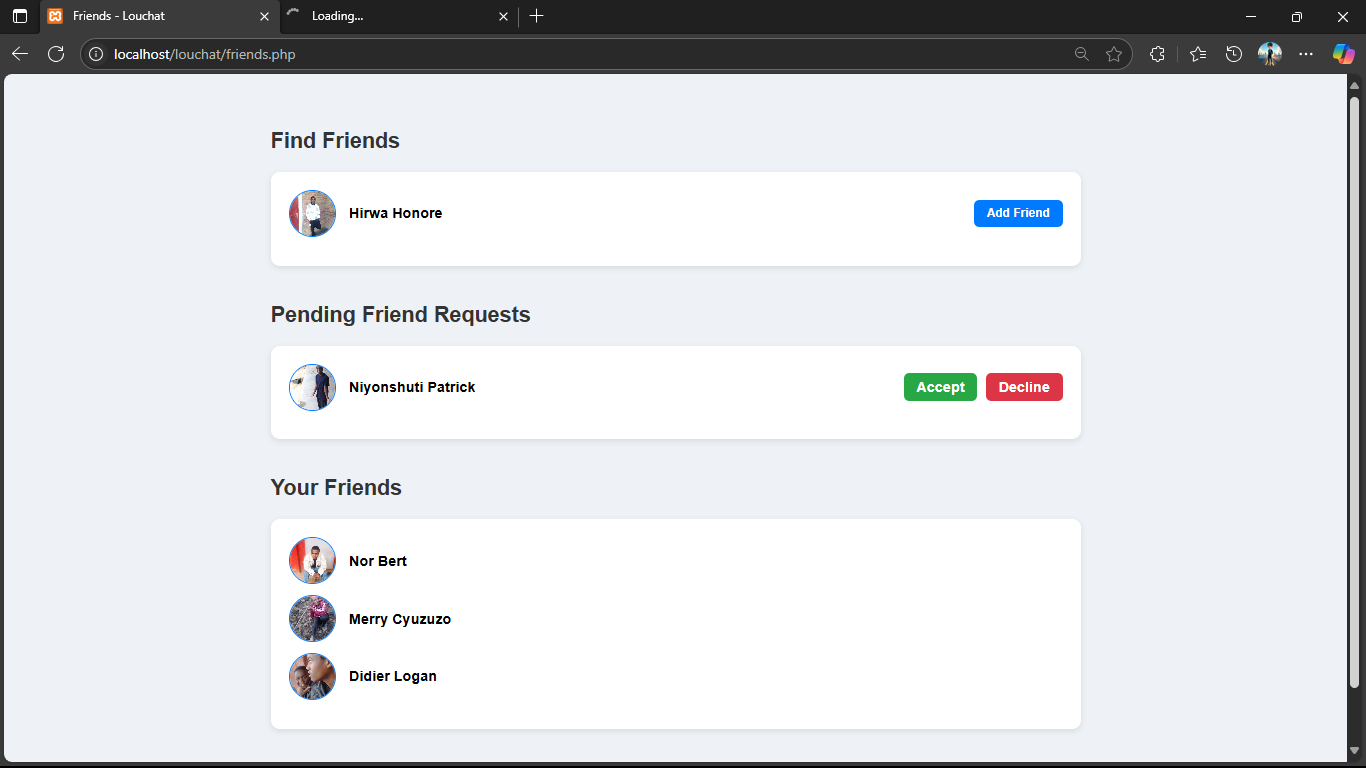 Friends - Louchat
Loading...
localhost/louchat/friends.php
Find Friends
Hirwa Honore
Add Friend
Pending Friend Requests
Niyonshuti Patrick
Accept
Decline
Your Friends
Nor Bert
Merry Cyuzuzo
Didier Logan